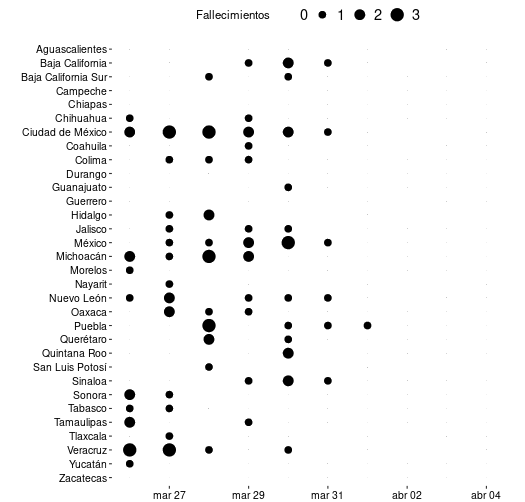 Fallecimientos 0 1 2 3
Aguascalientes
Baja California
Baja California Sur
Campeche
Chiapas
Chihuahua
Ciudad de México
Coahuila
Colima
Durango
Guanajuato
Guerrero
Hidalgo
Jalisco
México
Michoacán
Morelos
Nayarit
Nuevo León
Oaxaca
Puebla
Querétaro
Quintana Roo
San Luis Potosí
Sinaloa
Sonora
Tabasco
Tamaulipas
Tlaxcala
Veracruz
Yucatán
Zacatecas
mar 27 mar 29 mar 31 abr 02 abr 04